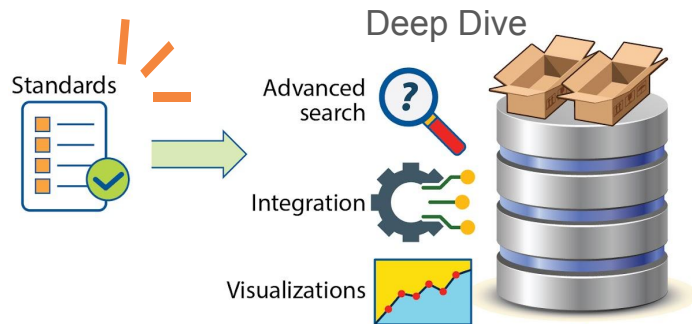 Deep Dive
Standards
Advanced
search
?
Integration
Visualizations